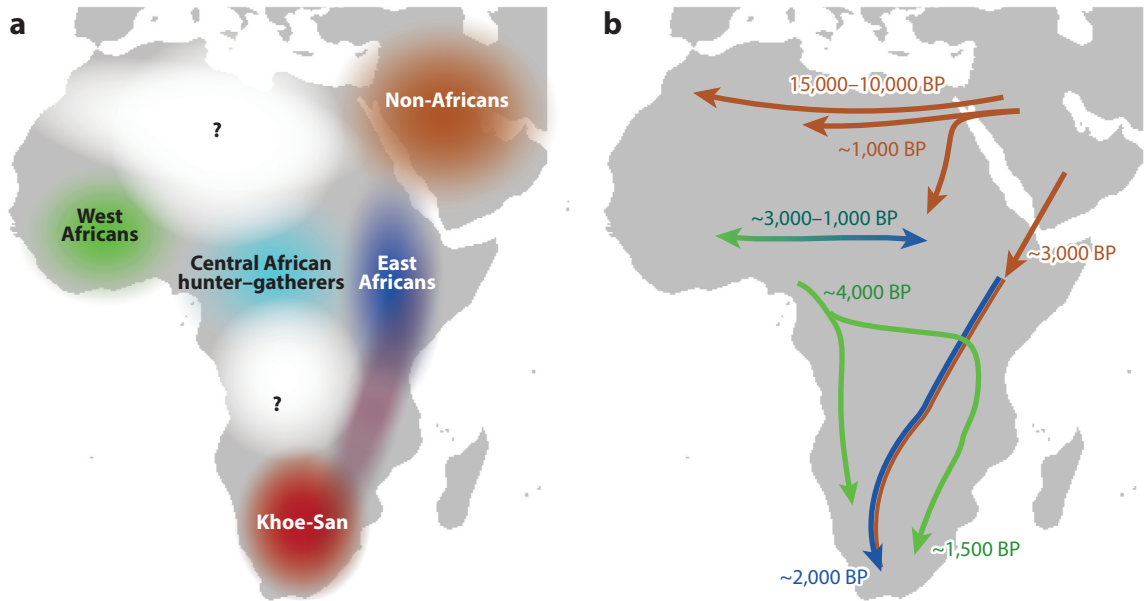 a
Non-Africans
?
West
Africans
Central African
hunter–gatherers
East
Africans
?
Khoe-San
b
15,000–10,000 BP
~1,000 BP
~3,000–1,000 BP
~3,000 BP
~4,000 BP
~1,500 BP
~2,000 BP